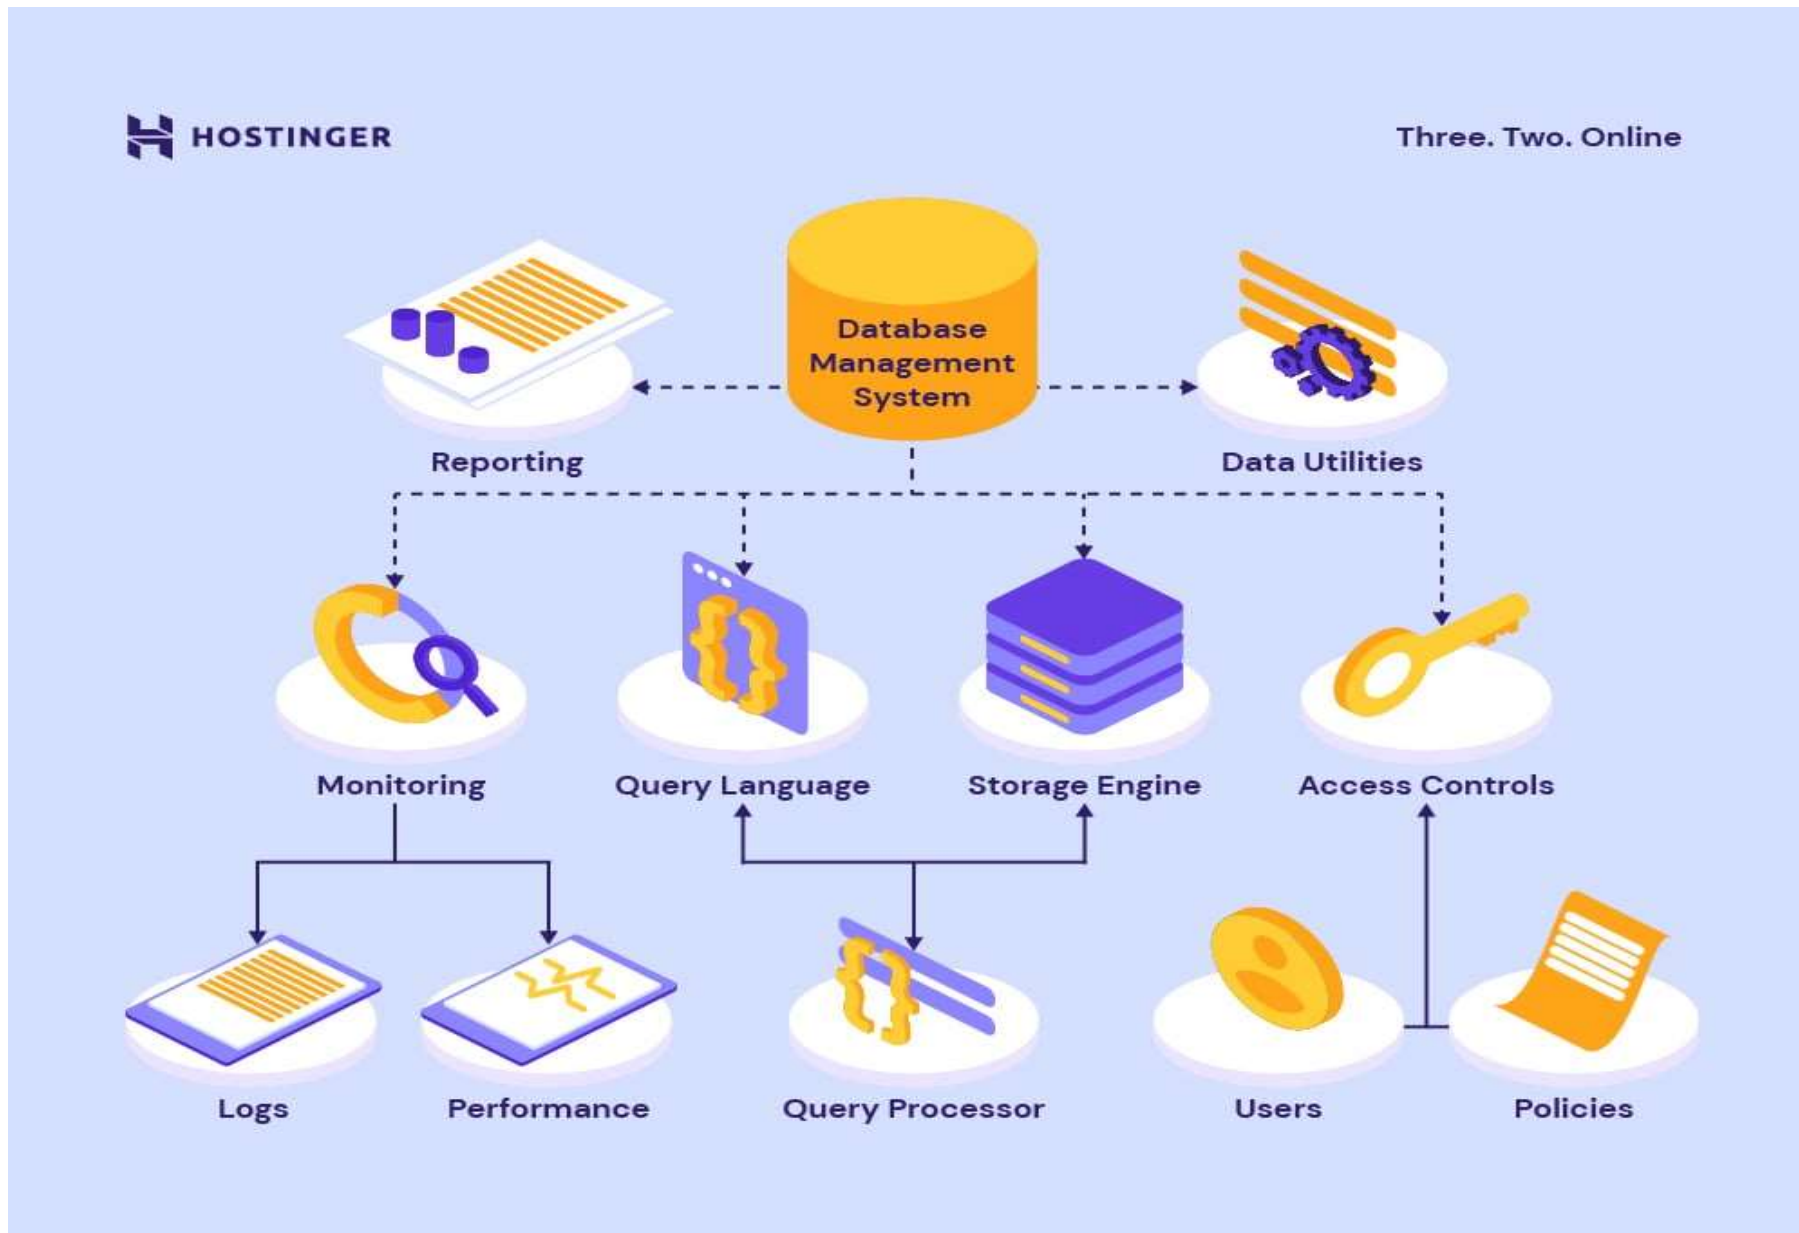 HOSTINGER
Three. Two. Online
Database
Management
System
Reporting
Data Utilities
Monitoring
Query Language
Storage Engine
Access Controls
Logs
Performance
Query Processor
Users
Policies